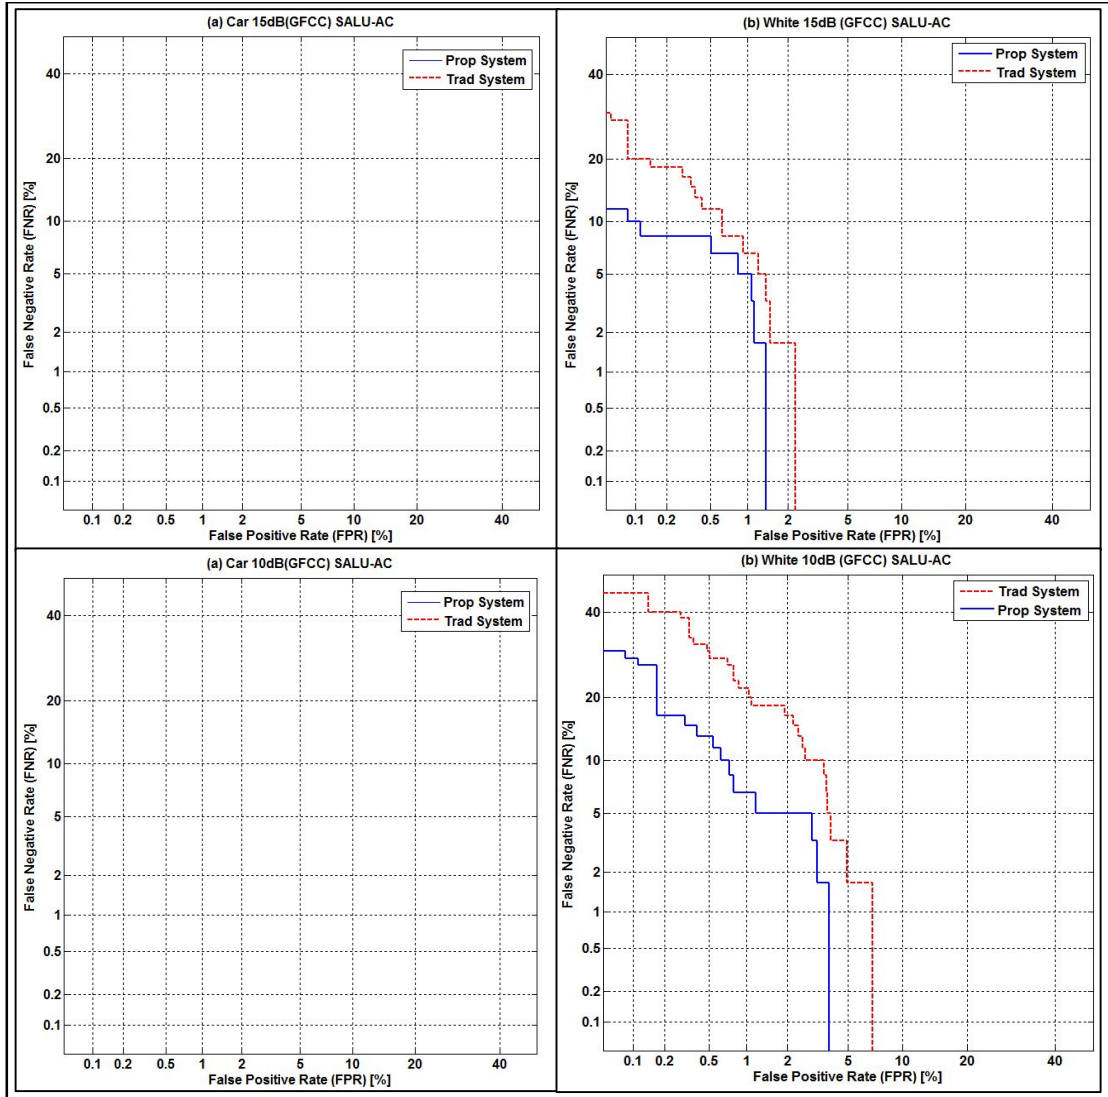 (a) Car 15dB(GFCC) SALU-AC
Prop System
Trad System
False Negative Rate (FNR) [%]
40
20
10
5
2
1
0.5
0.2
0.1
0.1 0.2 0.5 1 2 5 10 20 40
False Positive Rate (FPR) [%]
(b) White 15dB (GFCC) SALU-AC
Prop System
Trad System
False Negative Rate (FNR) [%]
40
20
10
5
2
1
0.5
0.2
0.1
0.1 0.2 0.5 1 2 5 10 20 40
False Positive Rate (FPR) [%]
(a) Car 10dB(GFCC) SALU-AC
Prop System
Trad System
False Negative Rate (FNR) [%]
40
20
10
5
2
1
0.5
0.2
0.1
0.1 0.2 0.5 1 2 5 10 20 40
False Positive Rate (FPR) [%]
(b) White 10dB (GFCC) SALU-AC
Trad System
Prop System
False Negative Rate (FNR) [%]
40
20
10
5
2
1
0.5
0.2
0.1
0.1 0.2 0.5 1 2 5 10 20 40
False Positive Rate (FPR) [%]